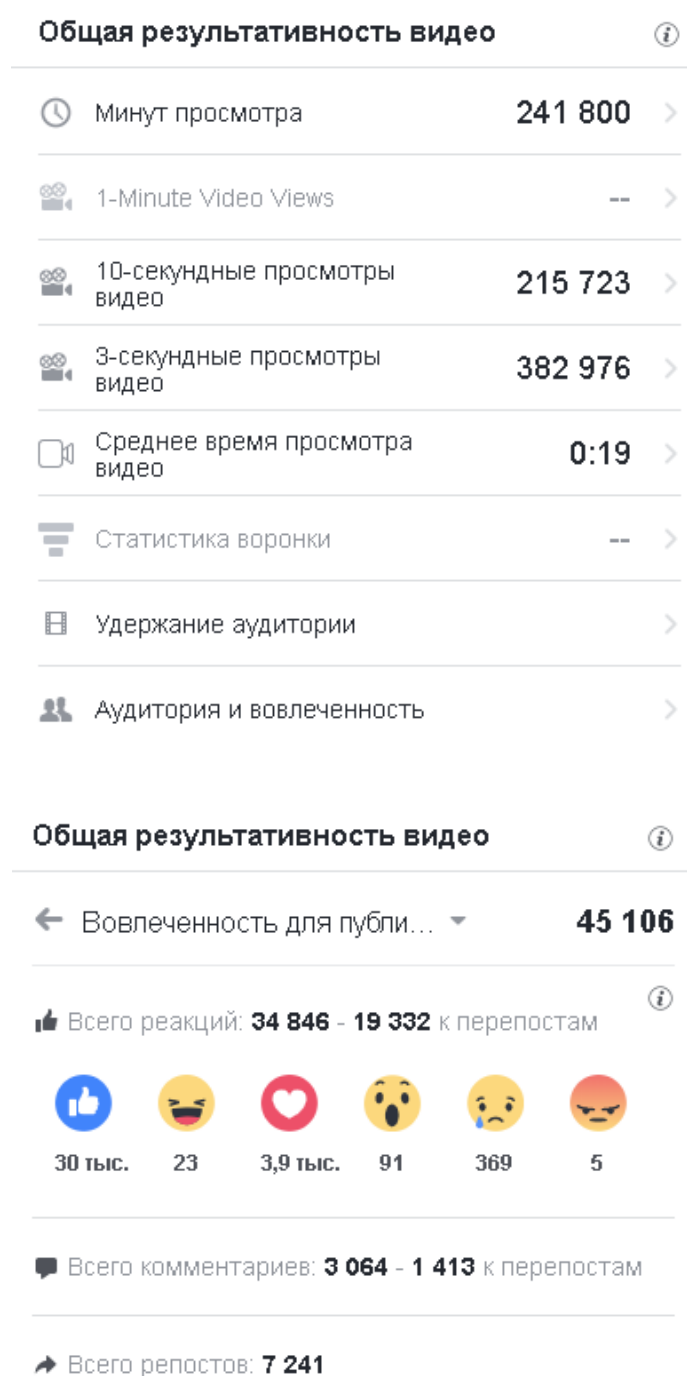 Общая результативность видео
Минут просмотра 241 800
1-Minute Video Views --
10-секундные просмотры
видео 215 723
3-секундные просмотры
видео 382 976
Среднее время просмотра
видео 0:19
Статистика воронки --
Удержание аудитории
Аудитория и вовлеченность
Общая результативность видео
Вовлеченность для публи... 45 106
Всего реакций: 34 846 - 19 332 к перепостам
30 тыс. 23 3,9 тыс. 91 369 5
Всего комментариев: 3 064 - 1 413 к перепостам
Всего репостов: 7 241